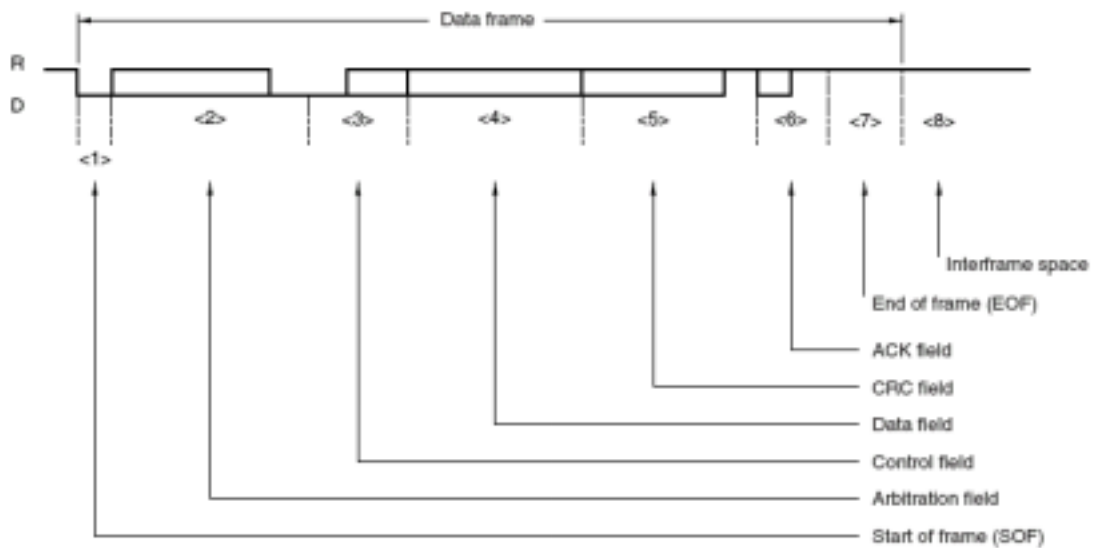 Data frame
R
D
<1>
<2>
<3>
<4>
<5>
<6>
<7>
<8>
Interframe space
End of frame (EOF)
ACK field
CRC field
Data field
Control field
Arbitration field
Start of frame (SOF)